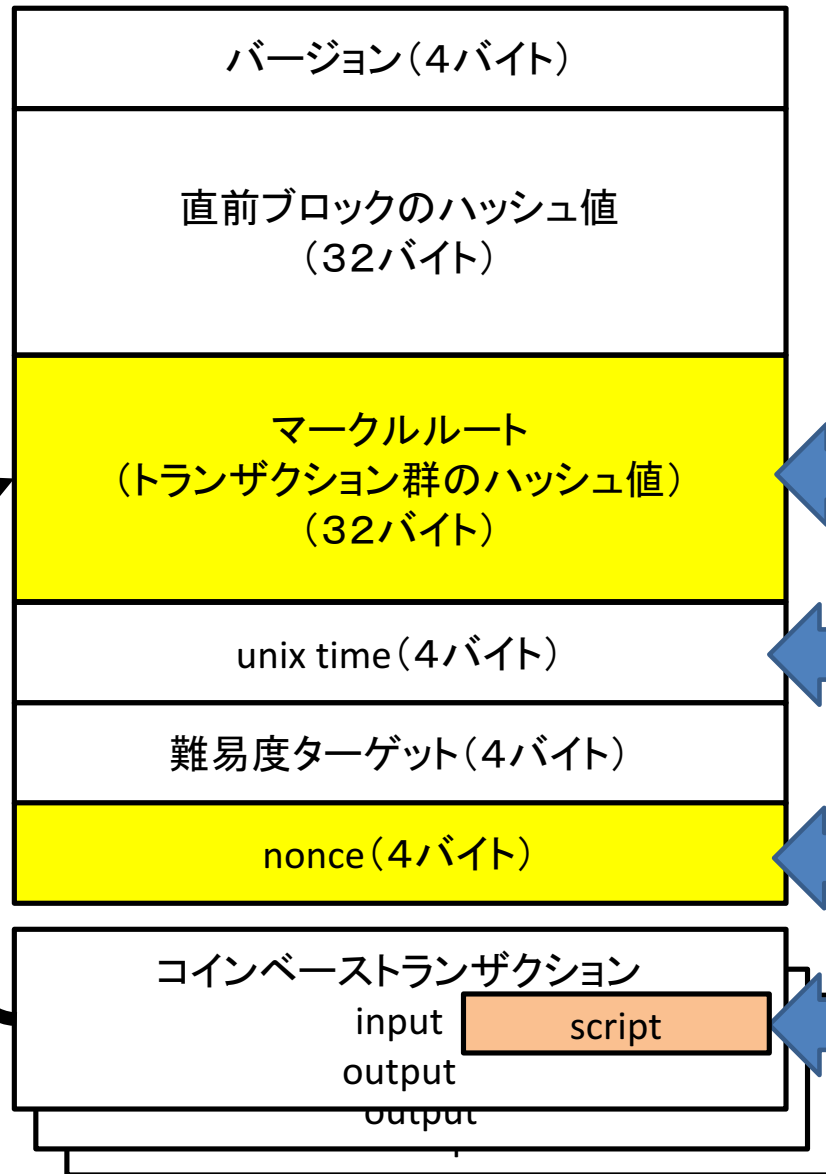 バージョン（４バイト）
直前ブロックのハッシュ値
（３２バイト）
マークルルート
（トランザクション群のハッシュ値）
（３２バイト）
unix time（４バイト）
難易度ターゲット（４バイト）
nonce（４バイト）
コインベーストランザクション
input script
output
output